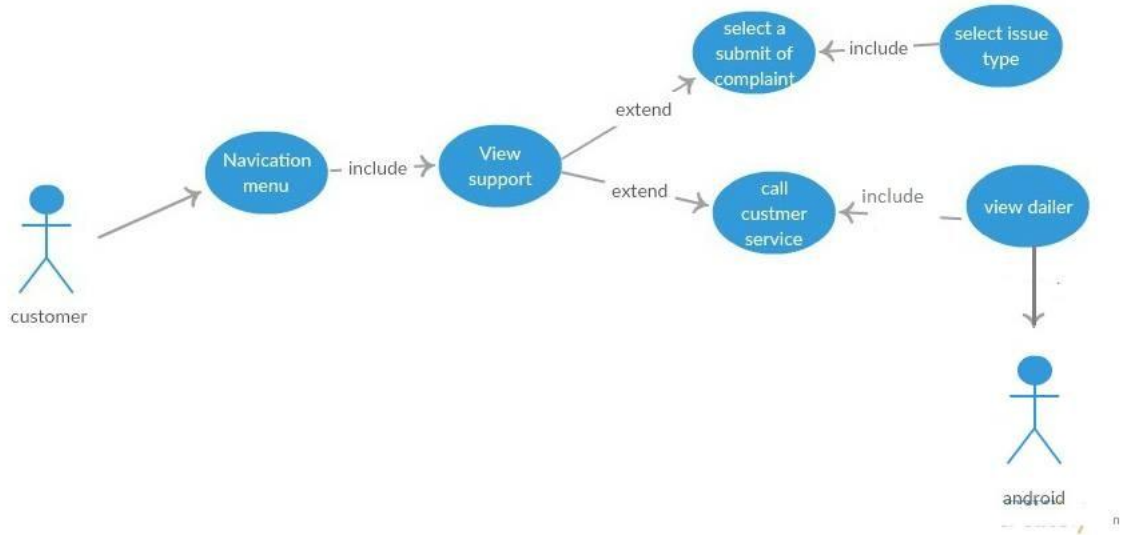 select a
submit of
complaint
include
select issue
type
extend
Navication
menu
include
View
support
extend
call
custmer
service
include
view dailer
customer
android
n